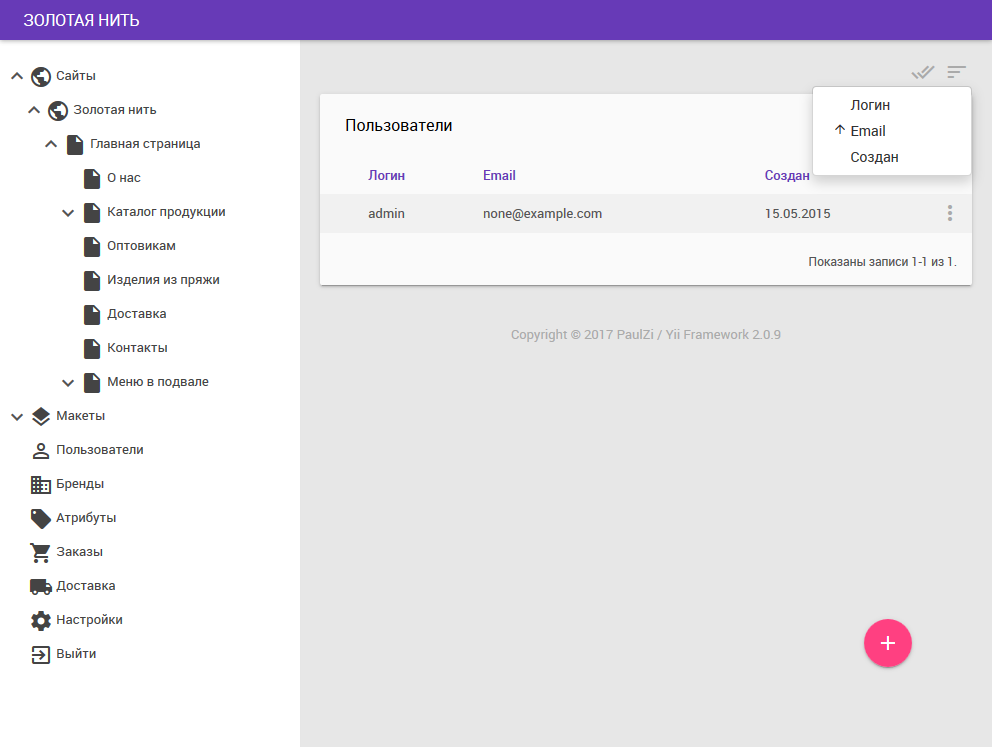 ЗОЛОТАЯ НИТЬ
Сайты
Золотая нить
Главная страница
О нас
Каталог продукции
Оптовикам
Изделия из пряжи
Доставка
Контакты
Меню в подвале
Макеты
Пользователи
Бренды
Атрибуты
Заказы
Доставка
Настройки
Выйти
Логин
Email
Создан
Пользователи
Логин Email Создан
admin none@example.com 15.05.2015
Показаны записи 1-1 из 1.
Copyright © 2017 PaulZi / Yii Framework 2.0.9